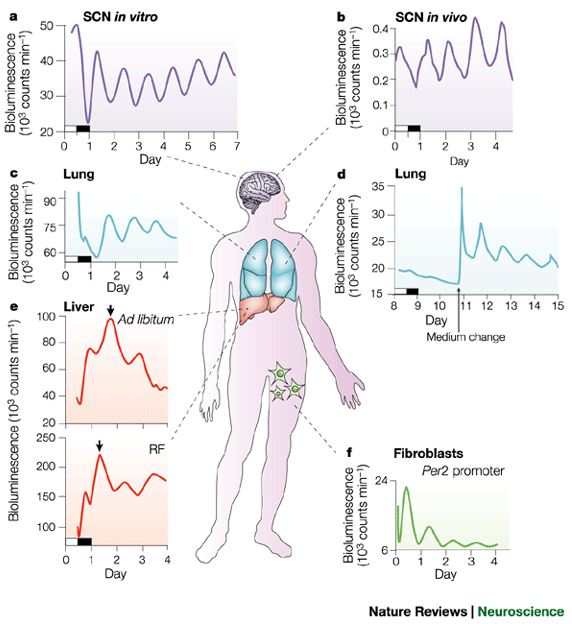 a SCN in vitro
Bioluminescence
(10³ counts min⁻¹)
50
40
30
20
0 1 2 3 4 5 6 7
Day
b SCN in vivo
Bioluminescence
(10³ counts min⁻¹)
0.4
0.3
0.2
0.1
0
0 1 2 3 4
Day
c Lung
Bioluminescence
(10³ counts min⁻¹)
90
75
60
0 1 2 3 4
Day
d Lung
Bioluminescence
(10³ counts min⁻¹)
35
30
25
20
15
8 9 10 11 12 13 14 15
Day
Medium change
e Liver
Ad libitum
Bioluminescence (10³ counts min⁻¹)
100
80
60
40
20
RF
250
200
150
100
0 1 2 3 4
Day
f Fibroblasts
Per2 promoter
Bioluminescence
(10³ counts min⁻¹)
24
6
0 1 2 3 4
Day
Nature Reviews | Neuroscience